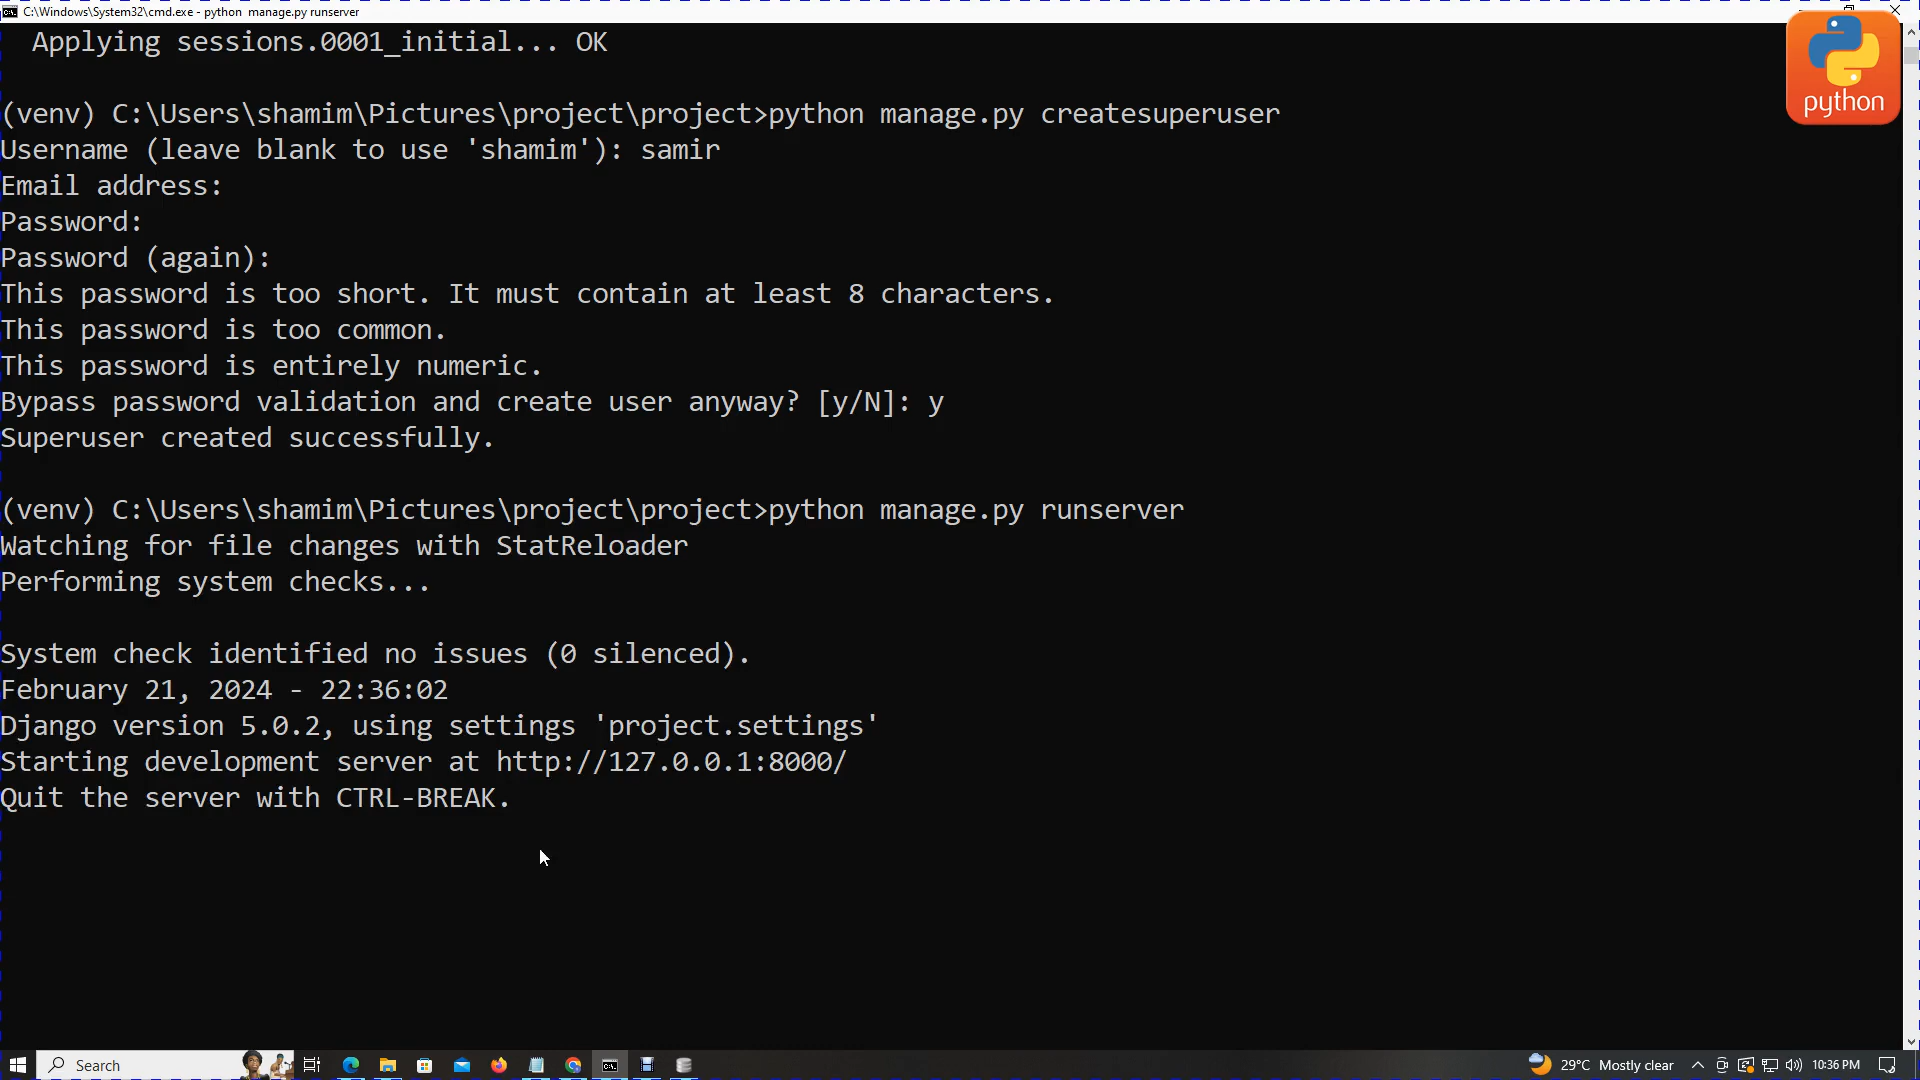 C:\Windows\System32\cmd.exe - python  manage.py runserver
  Applying sessions.0001_initial... OK
python
(venv) C:\Users\shamim\Pictures\project\project>python manage.py createsuperuser
Username (leave blank to use 'shamim'): samir
Email address:
Password:
Password (again):
This password is too short. It must contain at least 8 characters.
This password is too common.
This password is entirely numeric.
Bypass password validation and create user anyway? [y/N]: y
Superuser created successfully.
(venv) C:\Users\shamim\Pictures\project\project>python manage.py runserver
Watching for file changes with StatReloader
Performing system checks...
System check identified no issues (0 silenced).
February 21, 2024 - 22:36:02
Django version 5.0.2, using settings 'project.settings'
Starting development server at http://127.0.0.1:8000/
Quit the server with CTRL-BREAK.
Search
29°C Mostly clear
10:36 PM